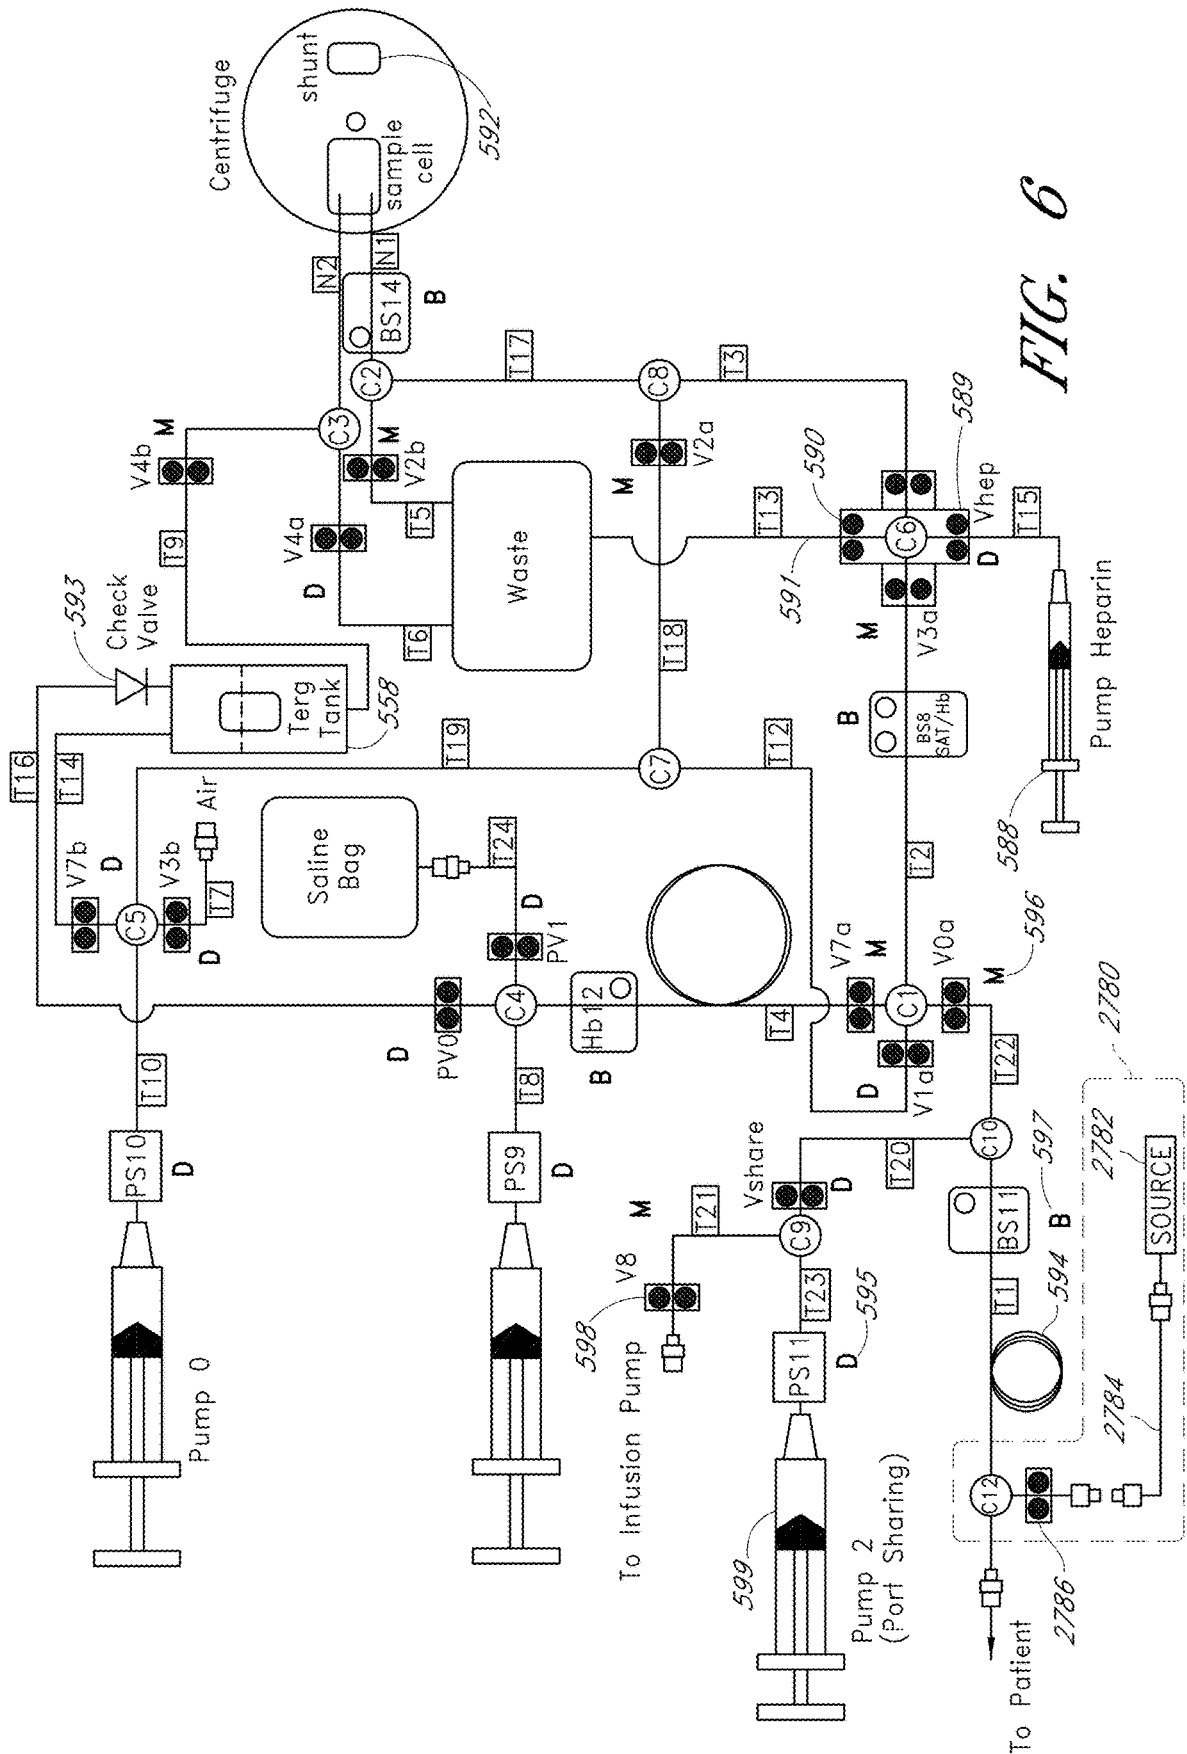 Centrifuge
shunt
592
sample
cell
N2
N1
BS14
B
C2
C3
M
V4b
M
V2b
T17
C8
T3
T9
V4a
D
T5
T6
Waste
V2a
M
T13
590
589
591
C6
Vhep
D
T15
M
V3a
T18
593
Check
Valve
Terg
Tank
558
T16
T14
T19
C7
T12
B
BS8
SAT/Hb
Pump Heparin
588
V7b
D
C5
V3b
D
T7
Air
Saline
Bag
T24
D
PV1
C4
PV0
D
Hb12
B
T4
V7a
M
T2
C1
V0a
M
596
V1a
D
T22
T10
PS10
D
Pump 0
T8
PS9
D
To Infusion Pump
598
V8
M
T21
Vshare
D
C9
T20
C10
T23
PS11
D
595
599
Pump 2
(Port Sharing)
BS11
B
597
T1
594
2780
2782
SOURCE
2784
C12
2786
To Patient
FIG. 6